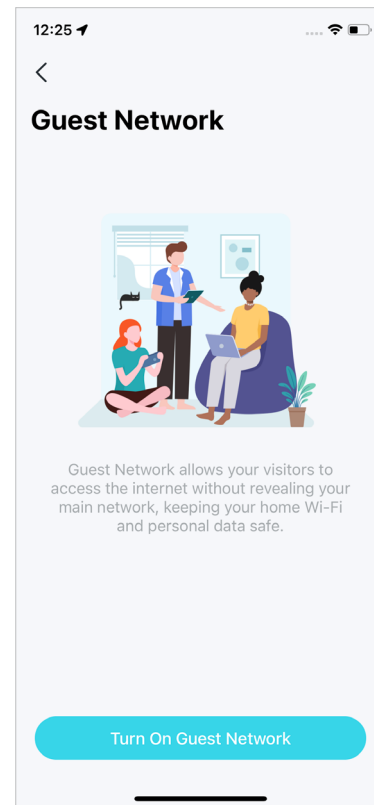 12:25
Guest Network
Guest Network allows your visitors to
access the internet without revealing your
main network, keeping your home Wi-Fi
and personal data safe.
Turn On Guest Network